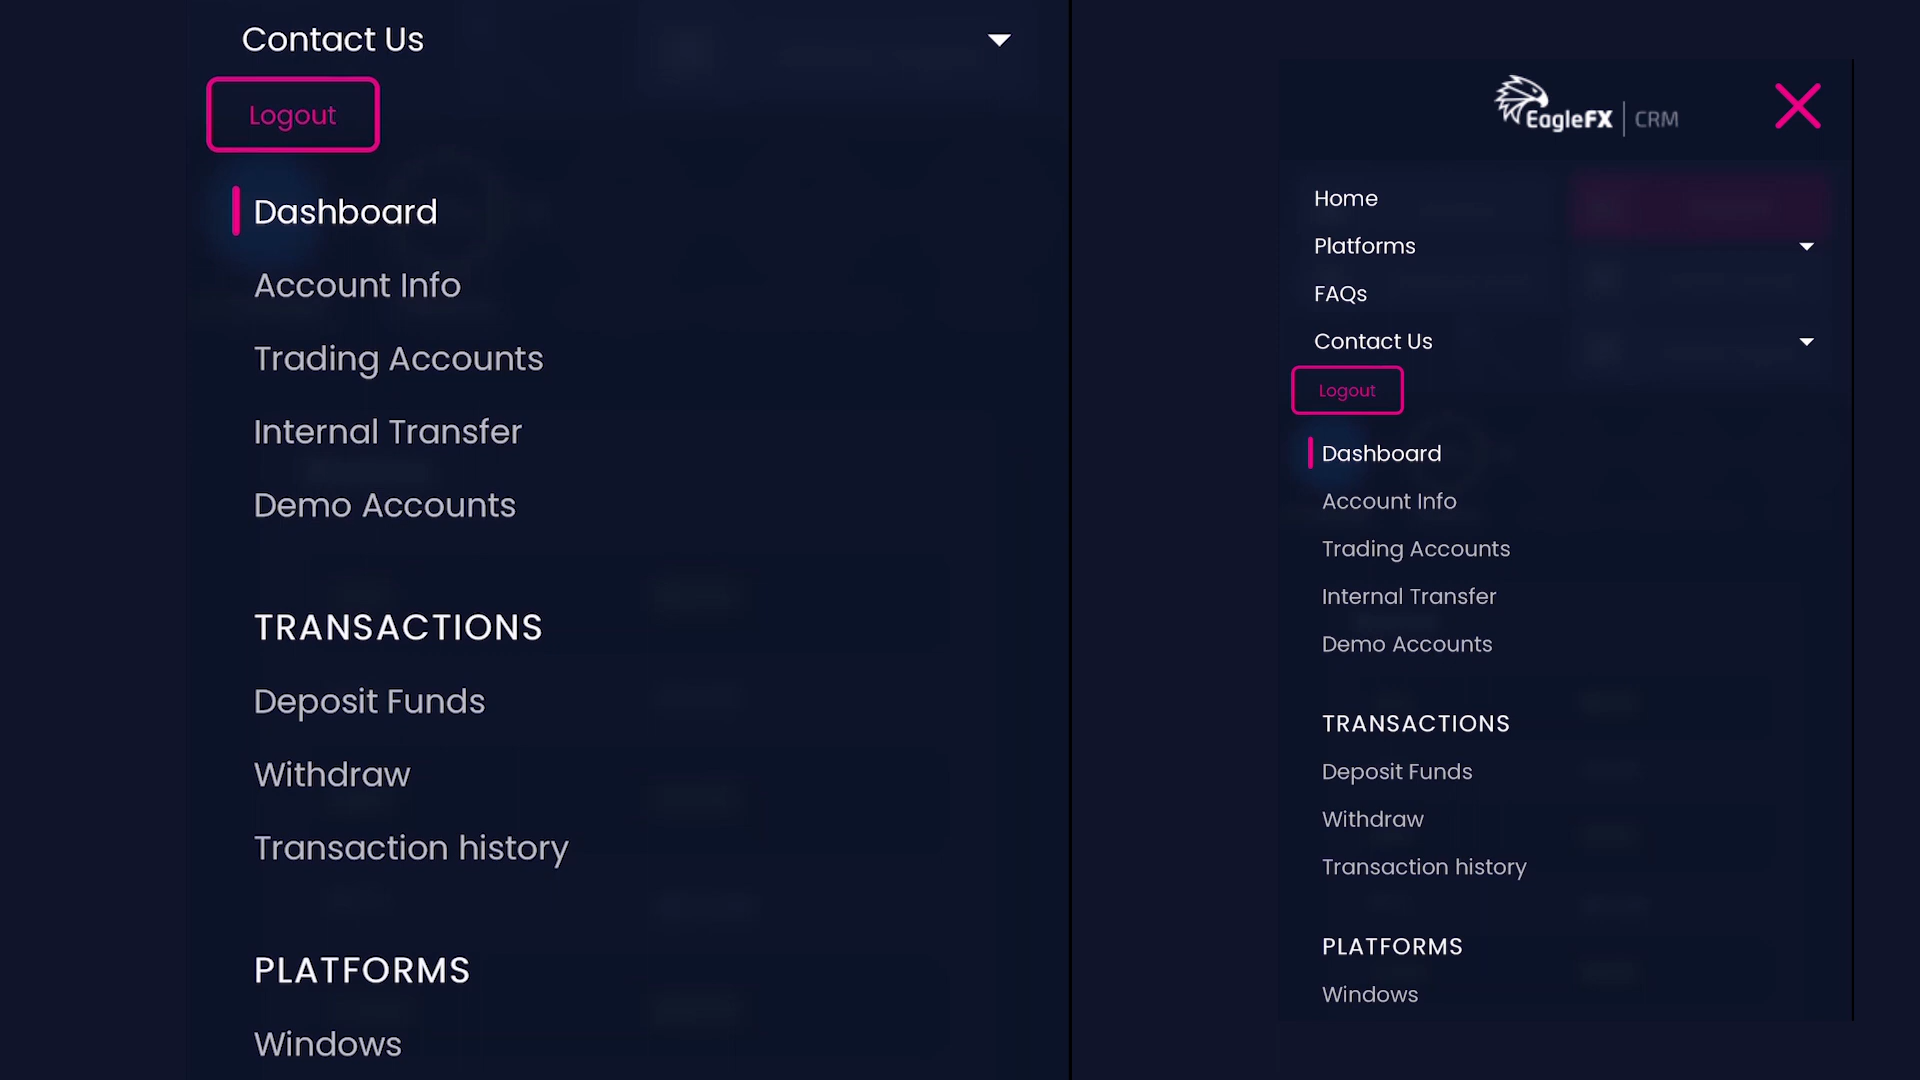 Contact Us
Logout
Dashboard
Account Info
Trading Accounts
Internal Transfer
Demo Accounts
TRANSACTIONS
Deposit Funds
Withdraw
Transaction history
PLATFORMS
Windows
EagleFX CRM
Home
Platforms
FAQs
Contact Us
Logout
Dashboard
Account Info
Trading Accounts
Internal Transfer
Demo Accounts
TRANSACTIONS
Deposit Funds
Withdraw
Transaction history
PLATFORMS
Windows